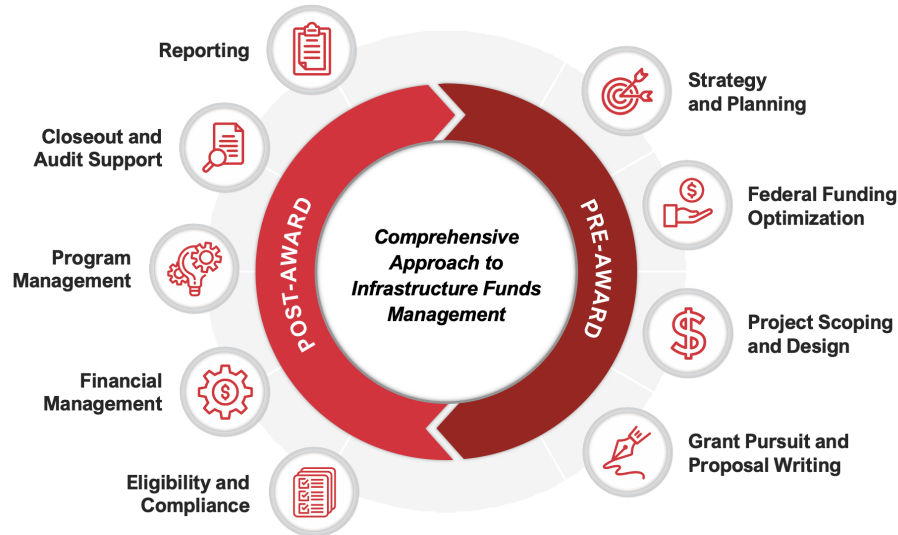 Reporting
Strategy
and Planning
Closeout and
Audit Support
Federal Funding
Optimization
POST-AWARD
PRE-AWARD
Comprehensive
Approach to
Infrastructure Funds
Management
Program
Management
Project Scoping
and Design
Financial
Management
Grant Pursuit and
Proposal Writing
Eligibility and
Compliance
$
$
$